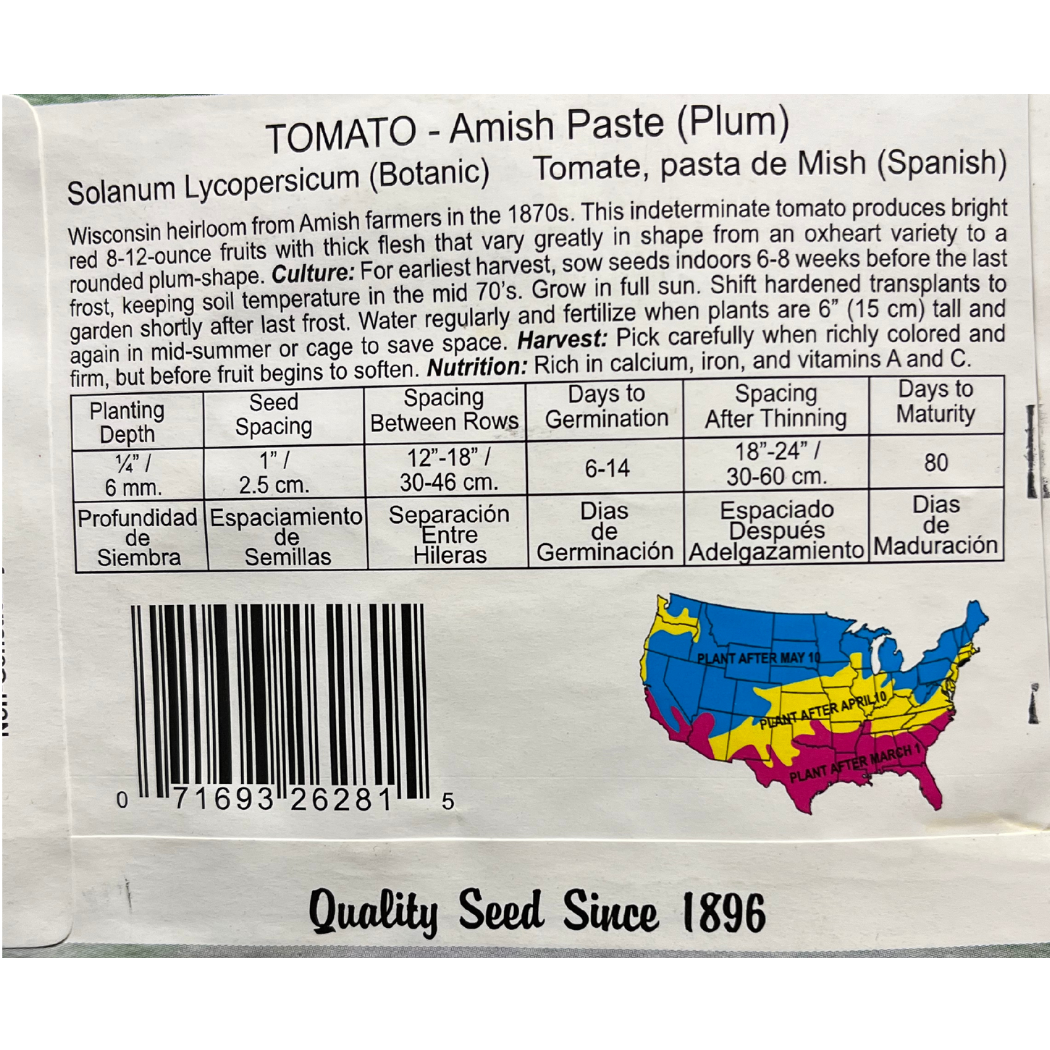 TOMATO - Amish Paste (Plum)
Solanum Lycopersicum (Botanic) Tomate, pasta de Mish (Spanish)
Wisconsin heirloom from Amish farmers in the 1870s. This indeterminate tomato produces bright
red 8-12-ounce fruits with thick flesh that vary greatly in shape from an oxheart variety to a
rounded plum-shape. Culture: For earliest harvest, sow seeds indoors 6-8 weeks before the last
frost, keeping soil temperature in the mid 70's. Grow in full sun. Shift hardened transplants to
garden shortly after last frost. Water regularly and fertilize when plants are 6” (15 cm) tall and
again in mid-summer or cage to save space. Harvest: Pick carefully when richly colored and
firm, but before fruit begins to soften. Nutrition: Rich in calcium, iron, and vitamins A and C.
Planting Depth Seed Spacing Spacing Between Rows Days to Germination Spacing After Thinning Days to Maturity
¼” / 6 mm. 1” / 2.5 cm. 12”-18” / 30-46 cm. 6-14 18”-24” / 30-60 cm. 80
Profundidad de Siembra Espaciamiento de Semillas Separación Entre Hileras Dias de Germinación Espaciado Después Adelgazamiento Dias de Maduración
PLANT AFTER MAY 10
PLANT AFTER APRIL 10
PLANT AFTER MARCH 1
0 71693 26281 5
Quality Seed Since 1896